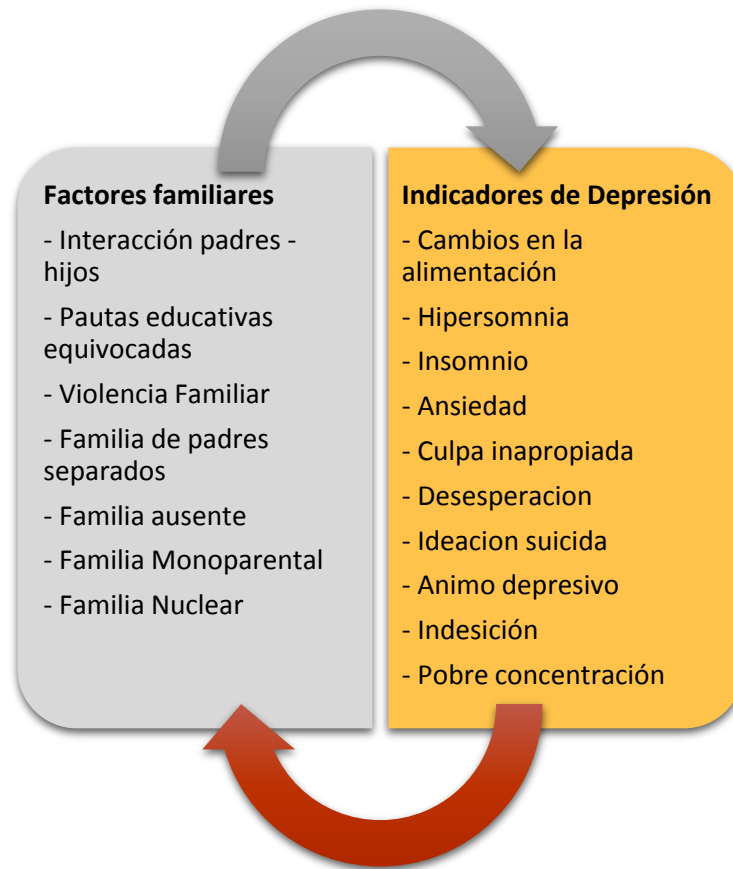 Factores familiares
- Interacción padres -
hijos
- Pautas educativas
equivocadas
- Violencia Familiar
- Familia de padres
separados
- Familia ausente
- Familia Monoparental
- Familia Nuclear
Indicadores de Depresión
- Cambios en la
alimentación
- Hipersomnia
- Insomnio
- Ansiedad
- Culpa inapropiada
- Desesperacion
- Ideacion suicida
- Animo depresivo
- Indesición
- Pobre concentración